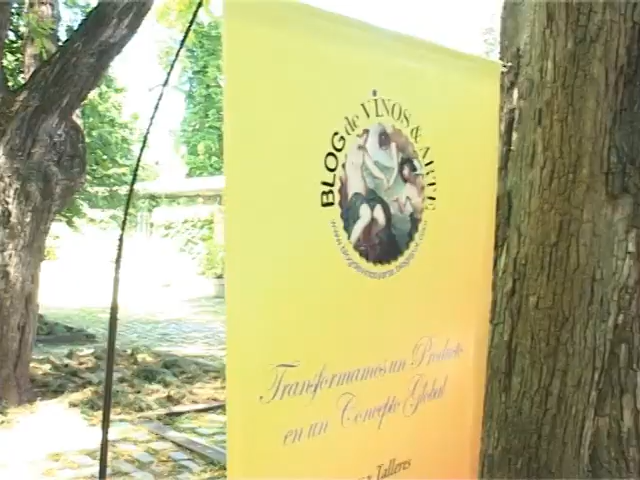 BLOG de VINOS & ARTE
Transformamos un Producto
en un Concepto Global
Talleres